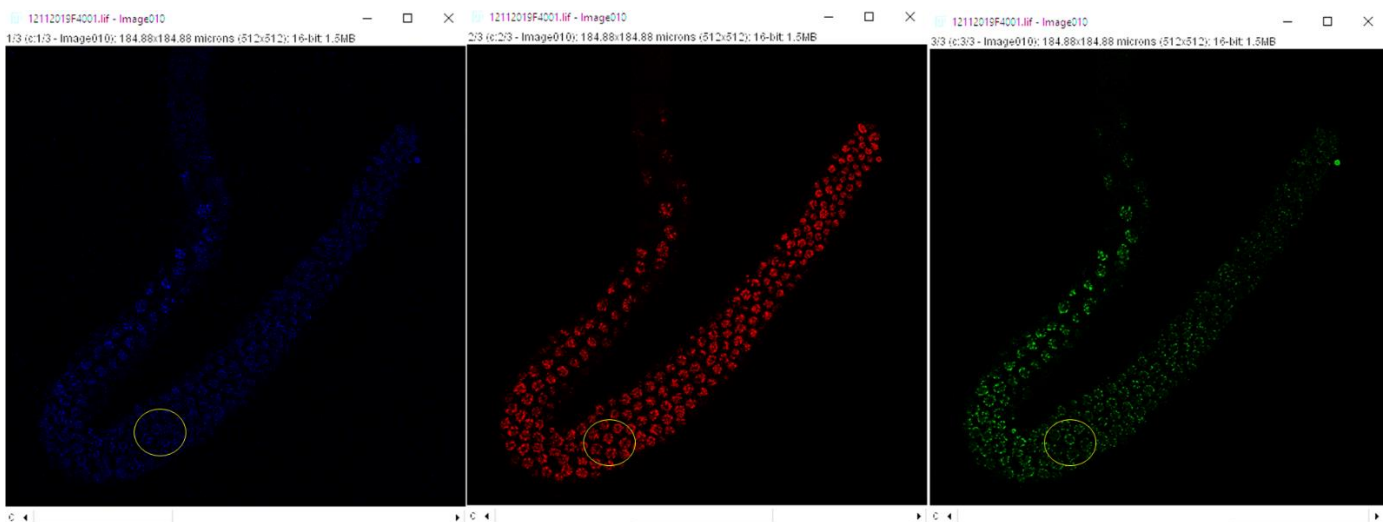 12112019F4001.lif - Image010
1/3 (c:1/3 - Image010); 184.88x184.88 microns (512x512); 16-bit; 1.5MB
c
12112019F4001.lif - Image010
2/3 (c:2/3 - Image010); 184.88x184.88 microns (512x512); 16-bit; 1.5MB
c
12112019F4001.lif - Image010
3/3 (c:3/3 - Image010); 184.88x184.88 microns (512x512); 16-bit; 1.5MB
c